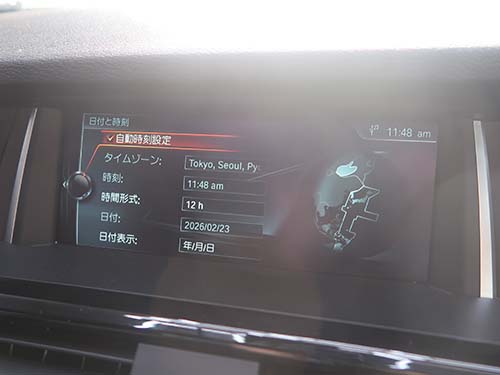 日付と時刻
11:48 am
✓自動時刻設定
タイムゾーン: Tokyo, Seoul, Py
時刻: 11:48 am
時間形式: 12 h
日付: 2026/02/23
日付表示: 年/月/日